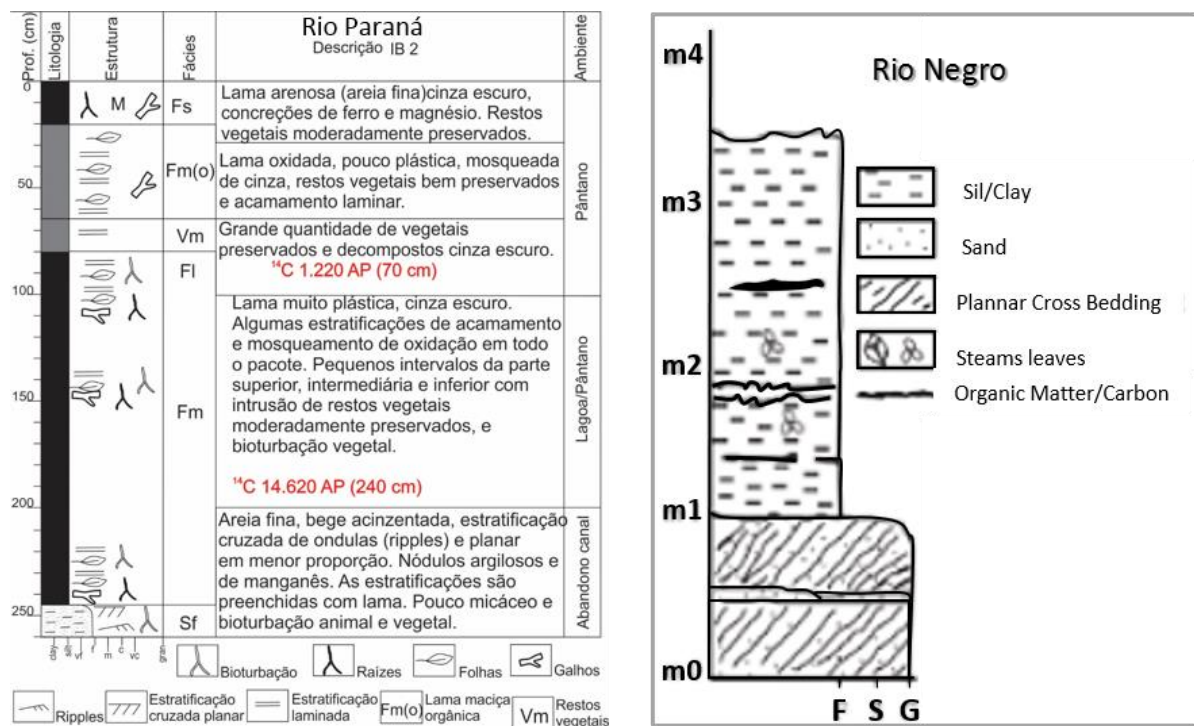 Prof. (cm)
Litologia
Estrutura
Fácies
Rio Paraná
Descrição IB 2
Ambiente
0
50
100
150
200
250
M
Fs
Fm(o)
Vm
Fl
Fm
Sf
Lama arenosa (areia fina)cinza escuro,
concreções de ferro e magnésio. Restos
vegetais moderadamente preservados.
Lama oxidada, pouco plástica, mosqueada
de cinza, restos vegetais bem preservados
e acamamento laminar.
Grande quantidade de vegetais
preservados e decompostos cinza escuro.
¹⁴C 1.220 AP (70 cm)
Lama muito plástica, cinza escuro.
Algumas estratificações de acamamento
e mosqueamento de oxidação em todo
o pacote. Pequenos intervalos da parte
superior, intermediária e inferior com
intrusão de restos vegetais
moderadamente preservados, e
bioturbação vegetal.
¹⁴C 14.620 AP (240 cm)
Areia fina, bege acinzentada, estratificação
cruzada de ondulas (ripples) e planar
em menor proporção. Nódulos argilosos e
de manganês. As estratificações são
preenchidas com lama. Pouco micáceo e
bioturbação animal e vegetal.
Pântano
Lagoa/Pântano
Abandono canal
clay
silt
vf
f
m
c
vc
gran
Bioturbação
Raízes
Folhas
Galhos
Ripples
Estratificação
cruzada planar
Estratificação
laminada
Fm(o)
Lama maciça
orgânica
Vm
Restos
vegetais
Rio Negro
m4
m3
m2
m1
m0
F S G
Sil/Clay
Sand
Plannar Cross Bedding
Steams leaves
Organic Matter/Carbon